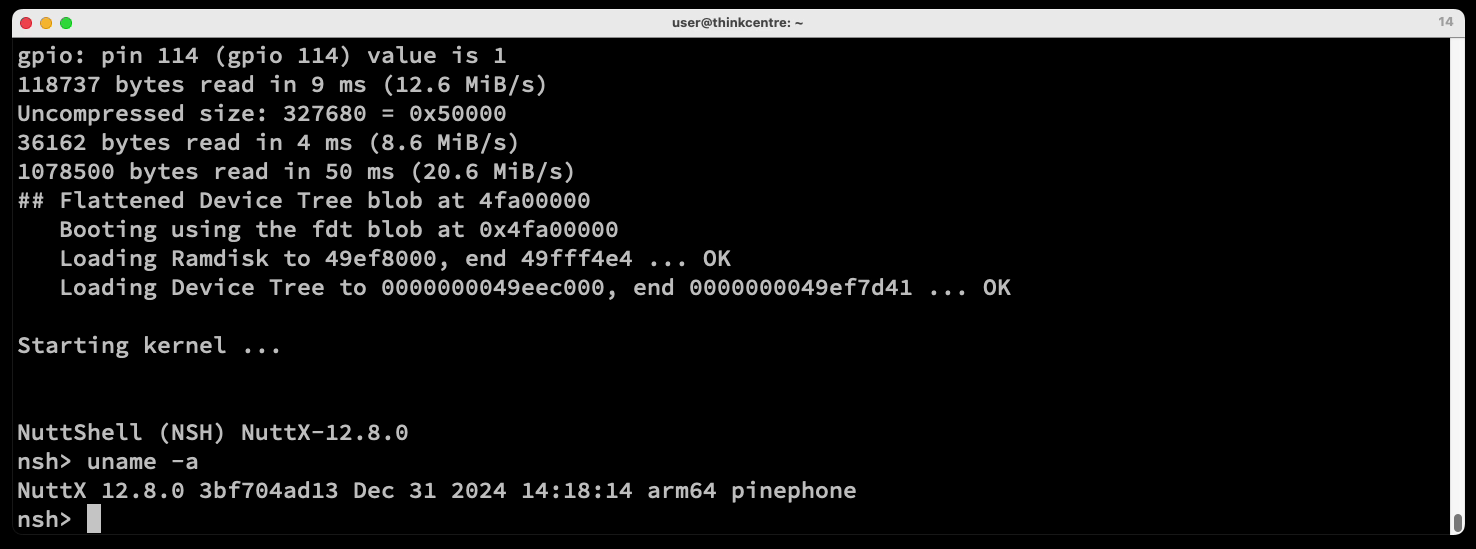 user@thinkcentre: ~
14
gpio: pin 114 (gpio 114) value is 1
118737 bytes read in 9 ms (12.6 MiB/s)
Uncompressed size: 327680 = 0x50000
36162 bytes read in 4 ms (8.6 MiB/s)
1078500 bytes read in 50 ms (20.6 MiB/s)
## Flattened Device Tree blob at 4fa00000
   Booting using the fdt blob at 0x4fa00000
   Loading Ramdisk to 49ef8000, end 49fff4e4 ... OK
   Loading Device Tree to 0000000049eec000, end 0000000049ef7d41 ... OK
Starting kernel ...
NuttShell (NSH) NuttX-12.8.0
nsh> uname -a
NuttX 12.8.0 3bf704ad13 Dec 31 2024 14:18:14 arm64 pinephone
nsh>